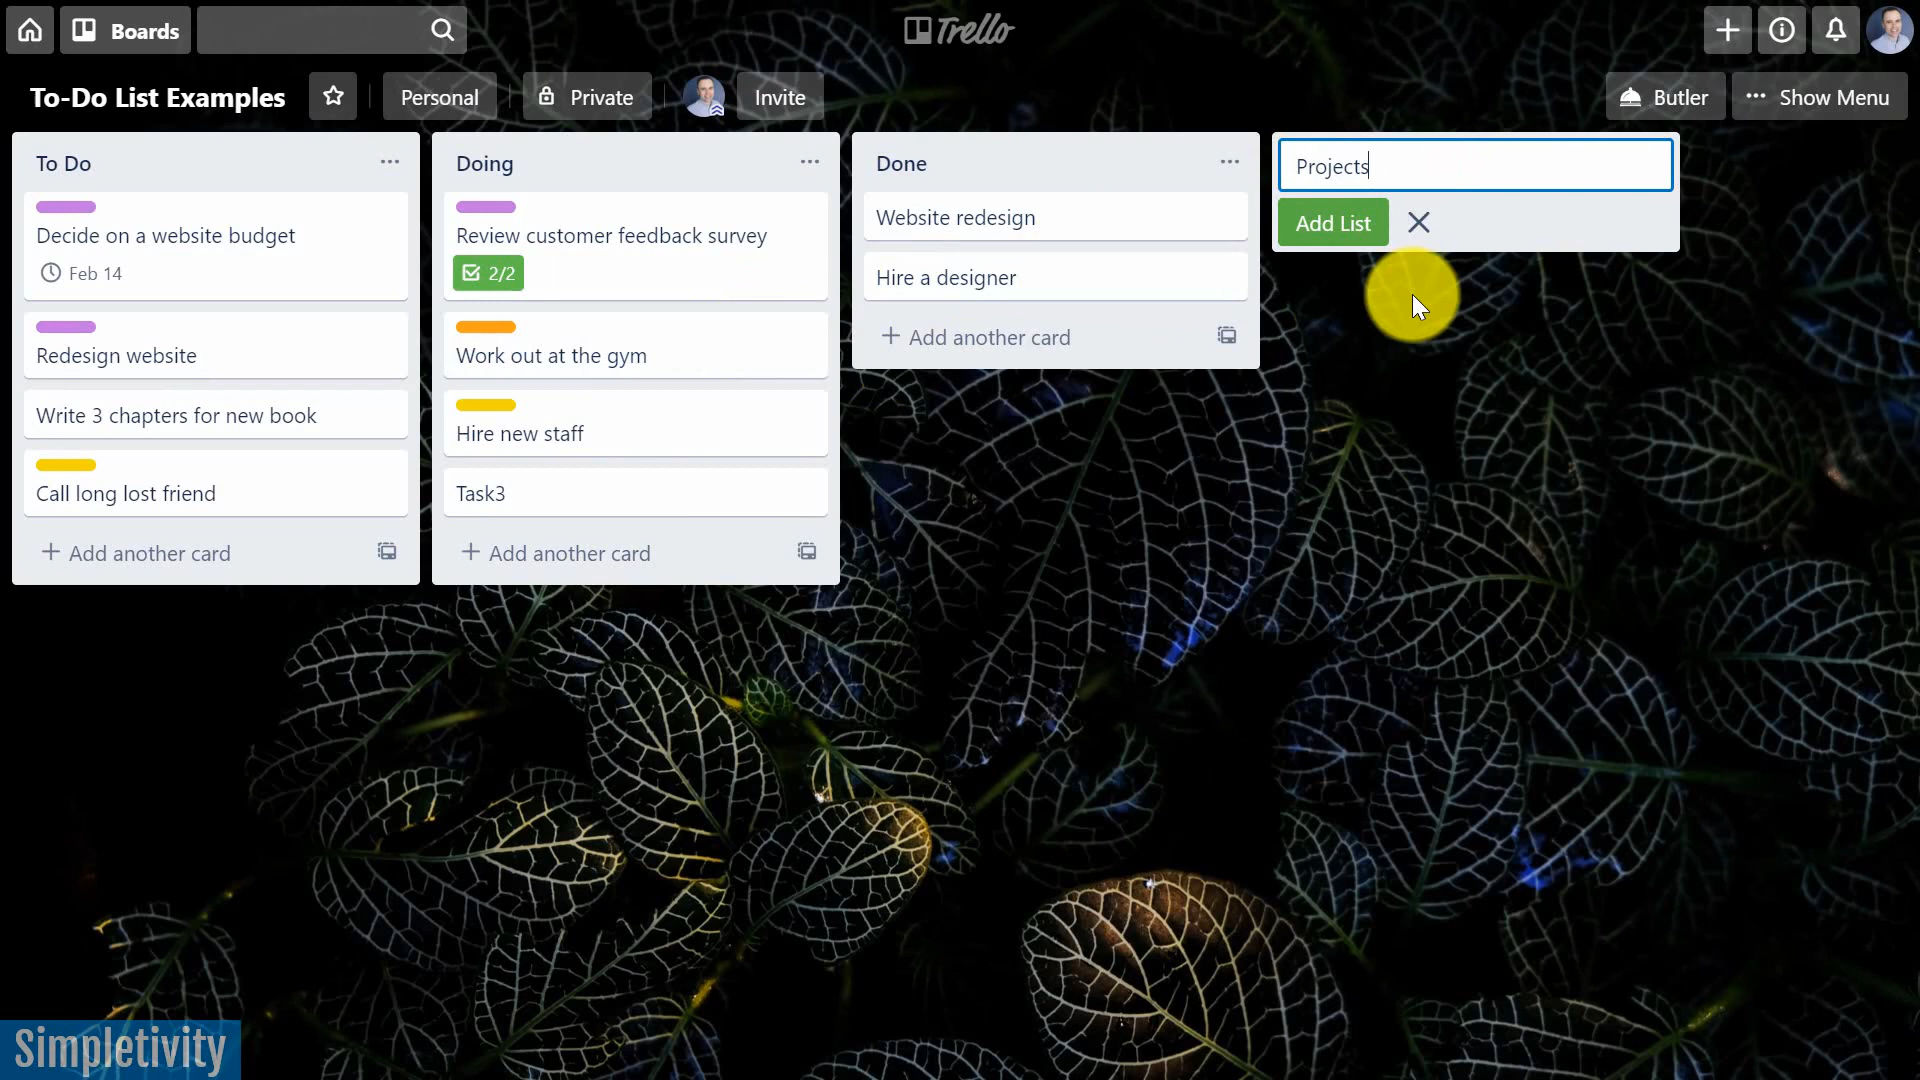 Boards
Trello
To-Do List Examples
Personal
Private
Invite
Butler
Show Menu
To Do
Decide on a website budget
Feb 14
Redesign website
Write 3 chapters for new book
Call long lost friend
Add another card
Doing
Review customer feedback survey
2/2
Work out at the gym
Hire new staff
Task3
Add another card
Done
Website redesign
Hire a designer
Add another card
Projects
Add List
Simpletivity